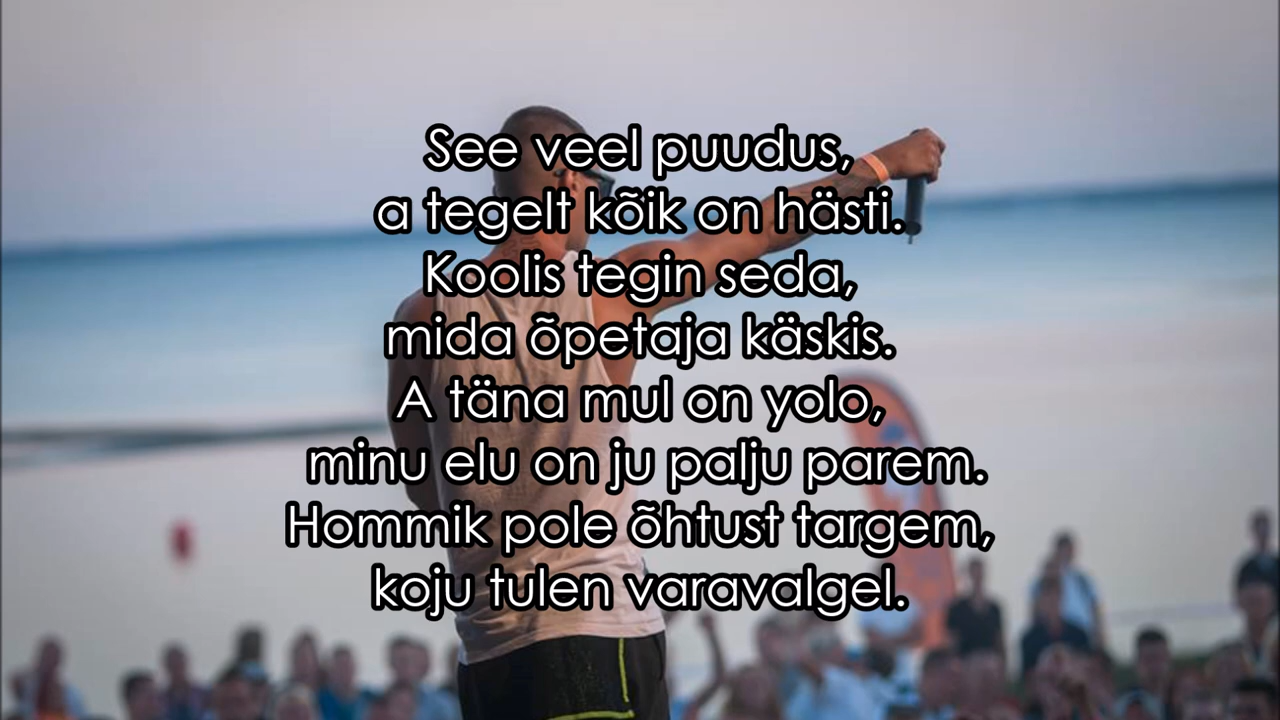 See veel puudus,
a tegelt kõik on hästi.
Koolis tegin seda,
mida õpetaja käskis.
A täna mul on yolo,
minu elu on ju palju parem.
Hommik pole õhtust targem,
koju tulen varavalgel.